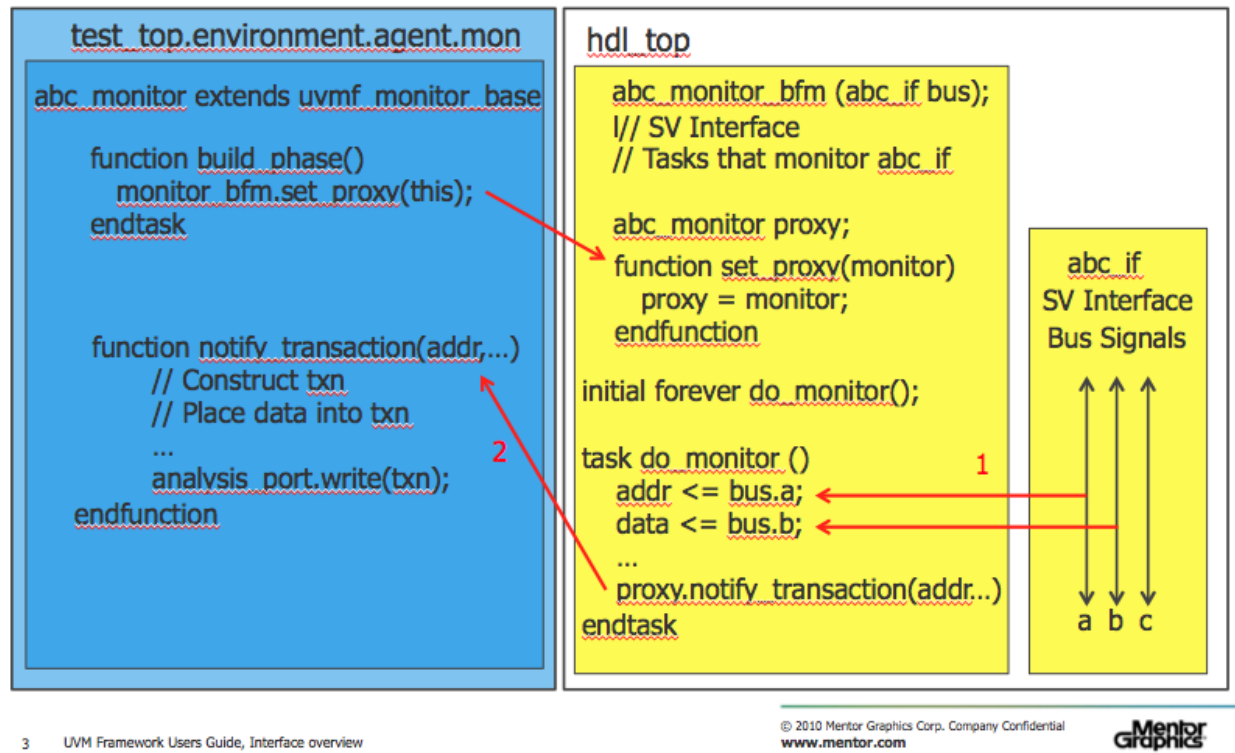 test_top.environment.agent.mon
abc_monitor extends uvmf_monitor_base
function build_phase()
monitor_bfm.set_proxy(this);
endtask
function notify_transaction(addr,...)
// Construct txn
// Place data into txn
...
analysis_port.write(txn);
endfunction
hdl_top
abc_monitor_bfm (abc_if bus);
l// SV Interface
// Tasks that monitor abc_if
abc_monitor proxy;
function set_proxy(monitor)
proxy = monitor;
endfunction
initial forever do_monitor();
task do_monitor ()
addr <= bus.a;
data <= bus.b;
...
proxy.notify_transaction(addr...)
endtask
1
2
abc_if
SV Interface
Bus Signals
a b c
3 UVM Framework Users Guide, Interface overview
© 2010 Mentor Graphics Corp. Company Confidential
www.mentor.com
Mentor
Graphics